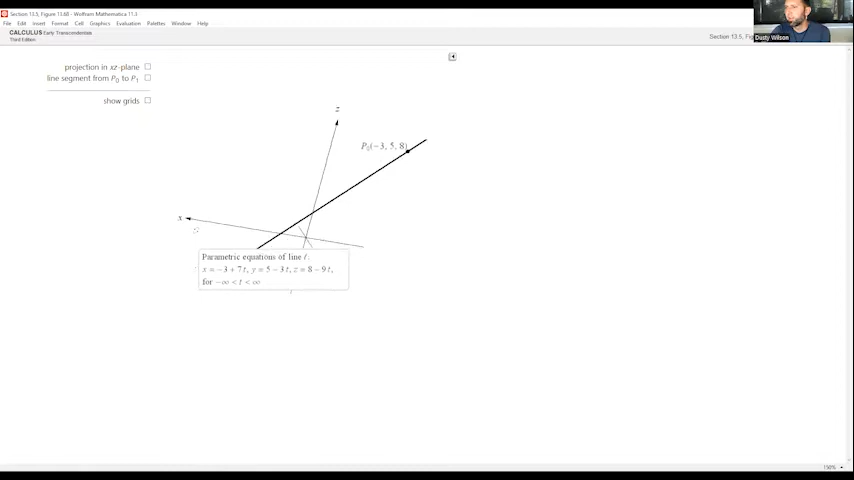 Section 13.5, Figure 13.68 - Wolfram Mathematica 11.3
File Edit Insert Format Cell Graphics Evaluation Palettes Window Help
CALCULUS Early Transcendentals
Third Edition
Section 13.5, Fig
Dusty Wilson
projection in xz-plane
line segment from P₀ to P₁
show grids
z
P₀(−3, 5, 8)
x
Parametric equations of line ℓ:
x = −3 + 7t, y = 5 − 3t, z = 8 − 9t,
for −∞ < t < ∞
150%